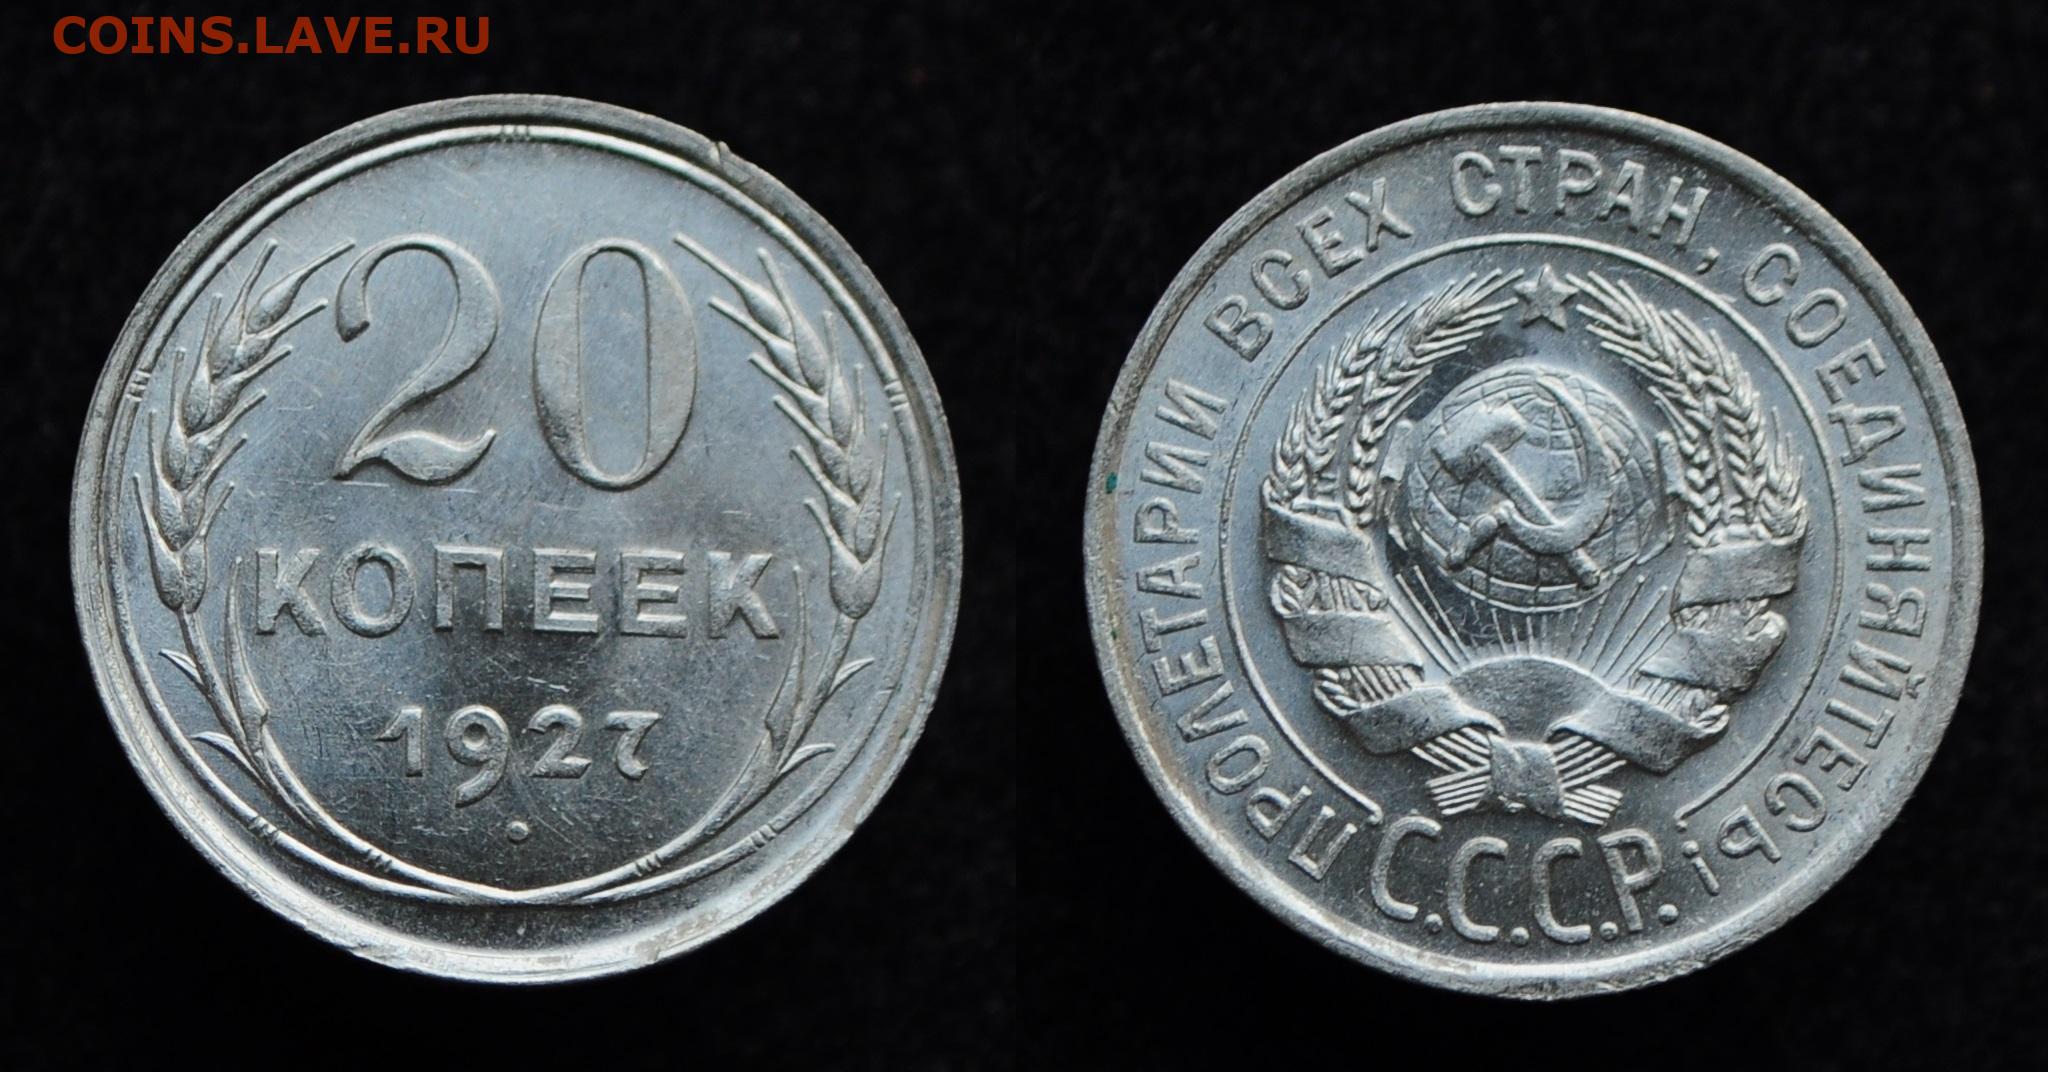 COINS.LAVE.RU
20
КОПЕЕК
1927
ПРОЛЕТАРИИ ВСЕХ СТРАН, СОЕДИНЯЙТЕСЬ!
С.С.С.Р.